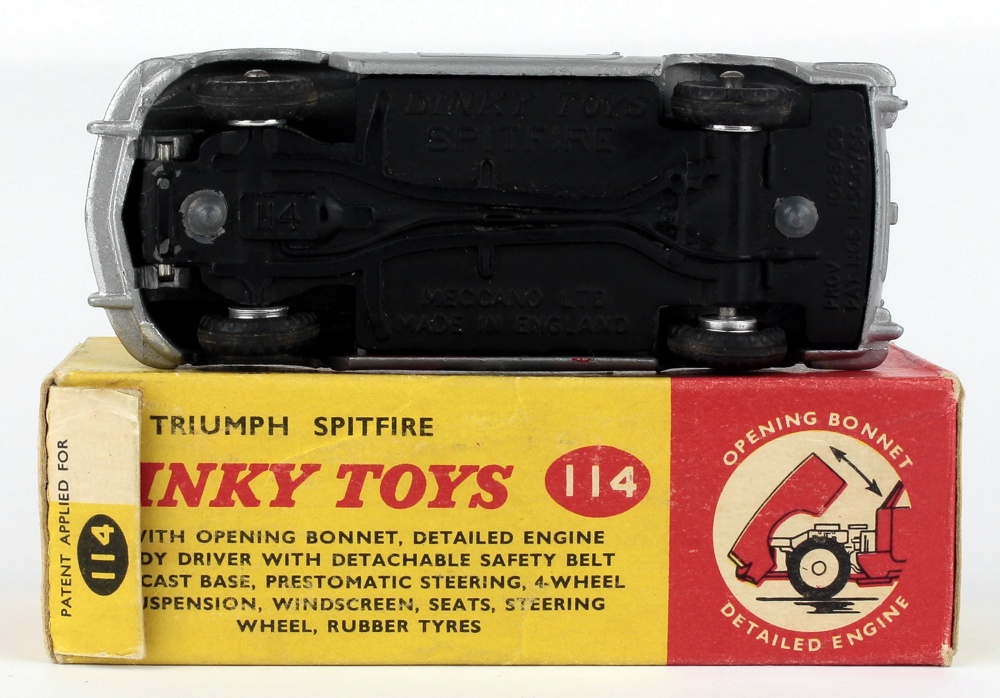 DINKY TOYS
SPITFIRE
114
MECCANO LTD
MADE IN ENGLAND
PROV
PATENT APPLIED FOR
114
TRIUMPH SPITFIRE
INKY TOYS
114
WITH OPENING BONNET, DETAILED ENGINE
DY DRIVER WITH DETACHABLE SAFETY BELT
CAST BASE, PRESTOMATIC STEERING, 4-WHEEL
USPENSION, WINDSCREEN, SEATS, STEERING
WHEEL, RUBBER TYRES
OPENING BONNET
DETAILED ENGINE